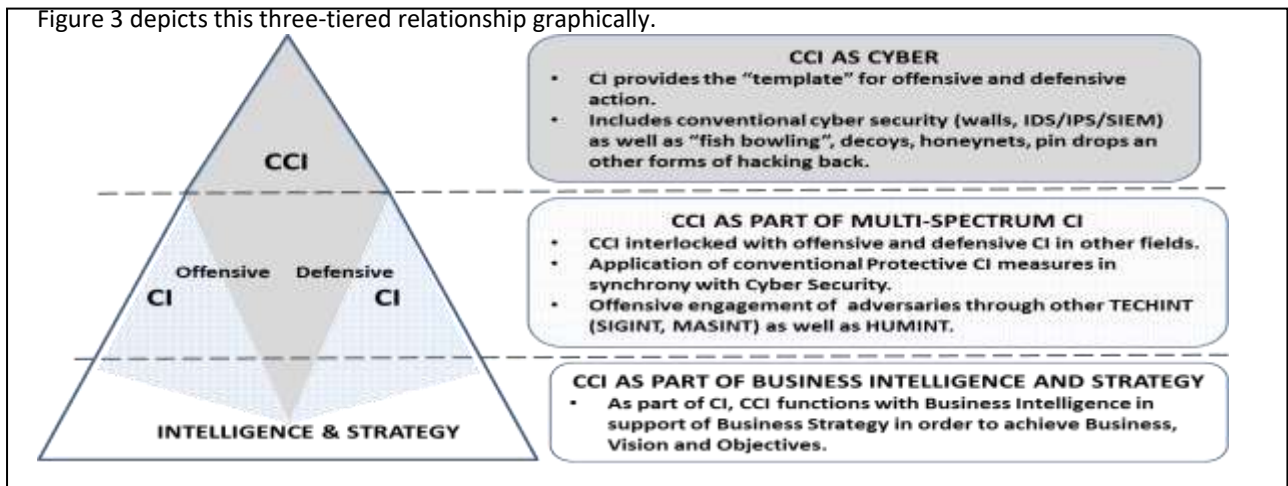 Figure 3 depicts this three-tiered relationship graphically.
CCI
Offensive
Defensive
CI
CI
INTELLIGENCE & STRATEGY
CCI AS CYBER
• CI provides the “template” for offensive and defensive
action.
• Includes conventional cyber security (walls, IDS/IPS/SIEM)
as well as “fish bowling”, decoys, honeynets, pin drops an
other forms of hacking back.
CCI AS PART OF MULTI-SPECTRUM CI
• CCI interlocked with offensive and defensive CI in other fields.
• Application of conventional Protective CI measures in
synchrony with Cyber Security.
• Offensive engagement of adversaries through other TECHINT
(SIGINT, MASINT) as well as HUMINT.
CCI AS PART OF BUSINESS INTELLIGENCE AND STRATEGY
• As part of CI, CCI functions with Business Intelligence in
support of Business Strategy in order to achieve Business,
Vision and Objectives.